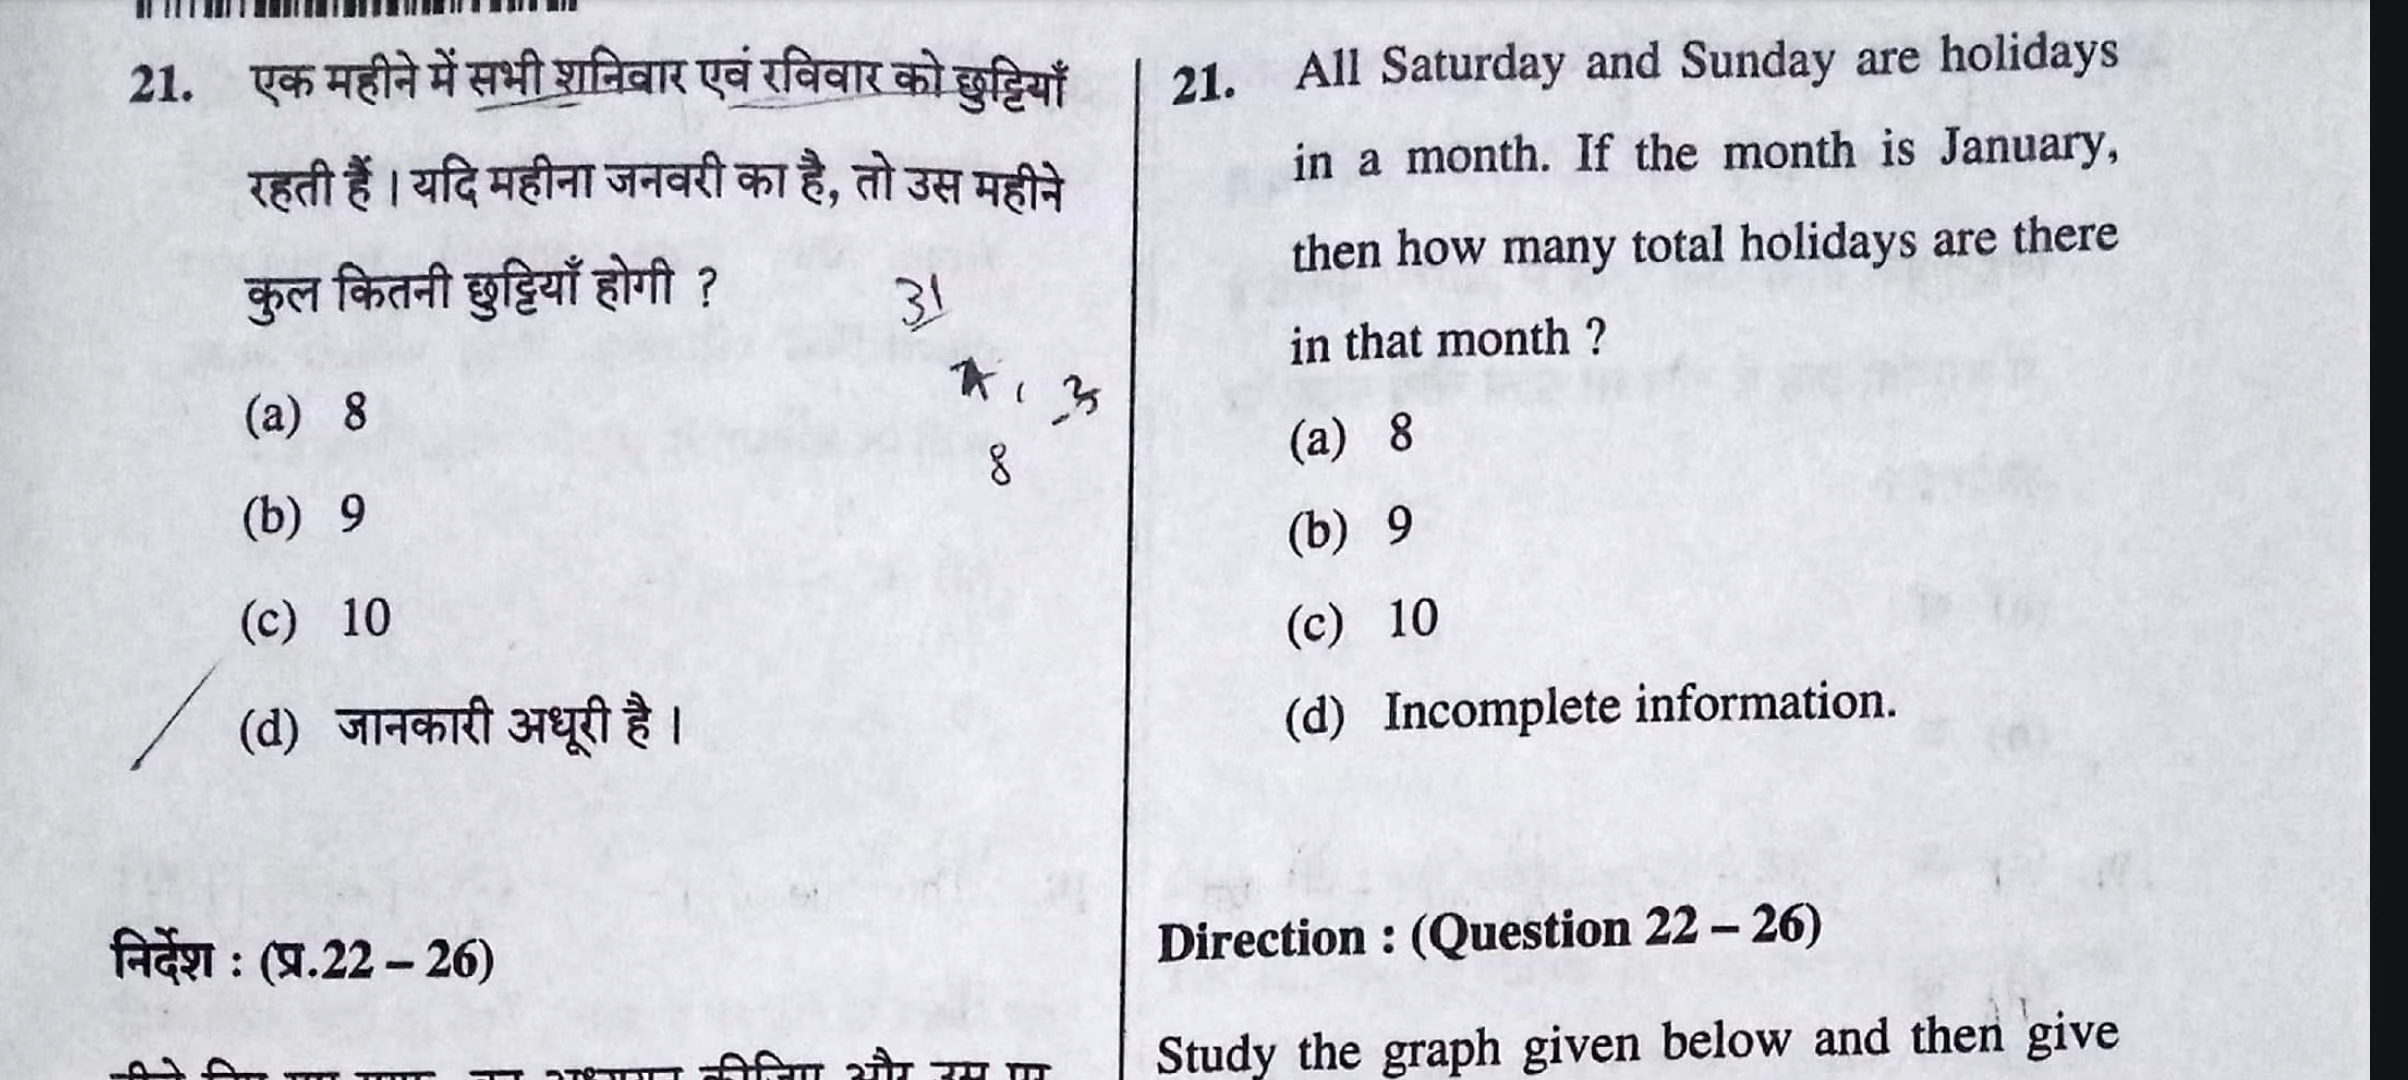 21. एक महीने में सभी शनिवार एवं रविवार को छुट्टियाँ
रहती हैं । यदि महीना जनवरी का है, तो उस महीने
कुल कितनी छुट्टियाँ होगी ?
31
3
8
(a) 8
(b) 9
(c) 10
(d) जानकारी अधूरी है ।
निर्देश : (प्र.22 – 26)
21. All Saturday and Sunday are holidays
in a month. If the month is January,
then how many total holidays are there
in that month ?
(a) 8
(b) 9
(c) 10
(d) Incomplete information.
Direction : (Question 22 – 26)
Study the graph given below and then give